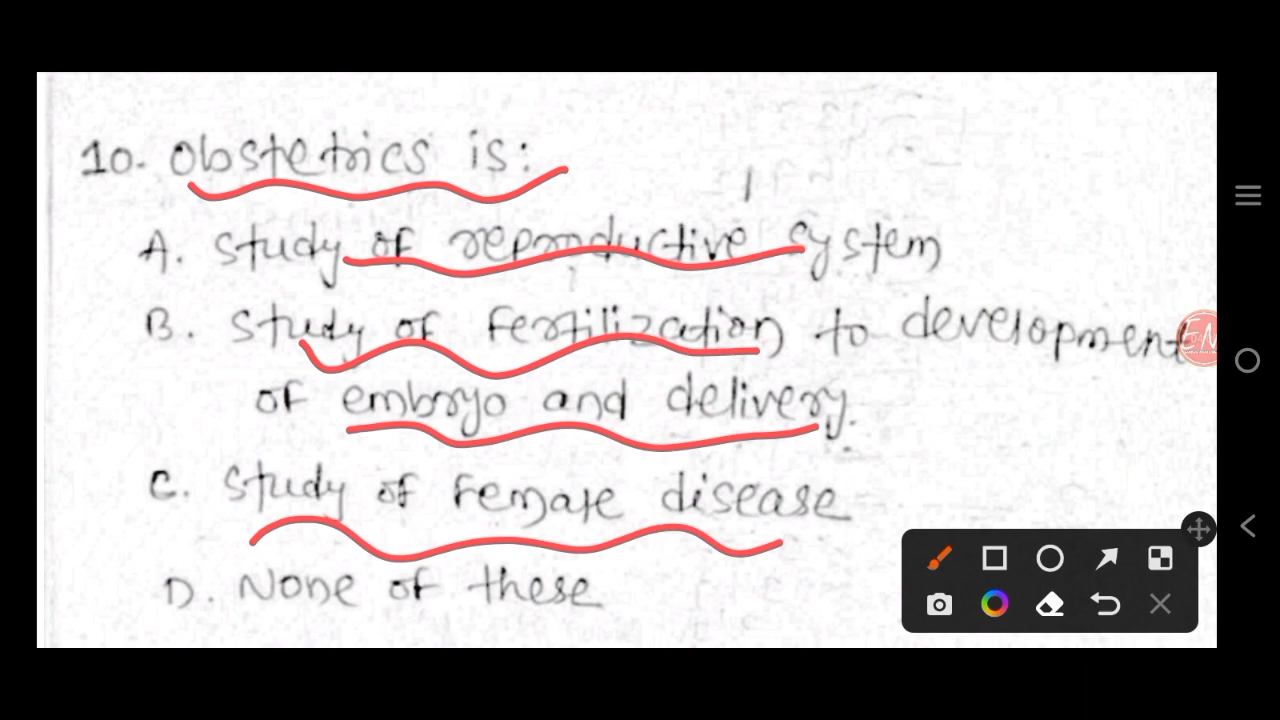 10. Obstetrics is:
A. Study of reproductive system
B. Study of Fertilization to development
of embryo and delivery.
C. Study of Female disease
D. None of these
EN